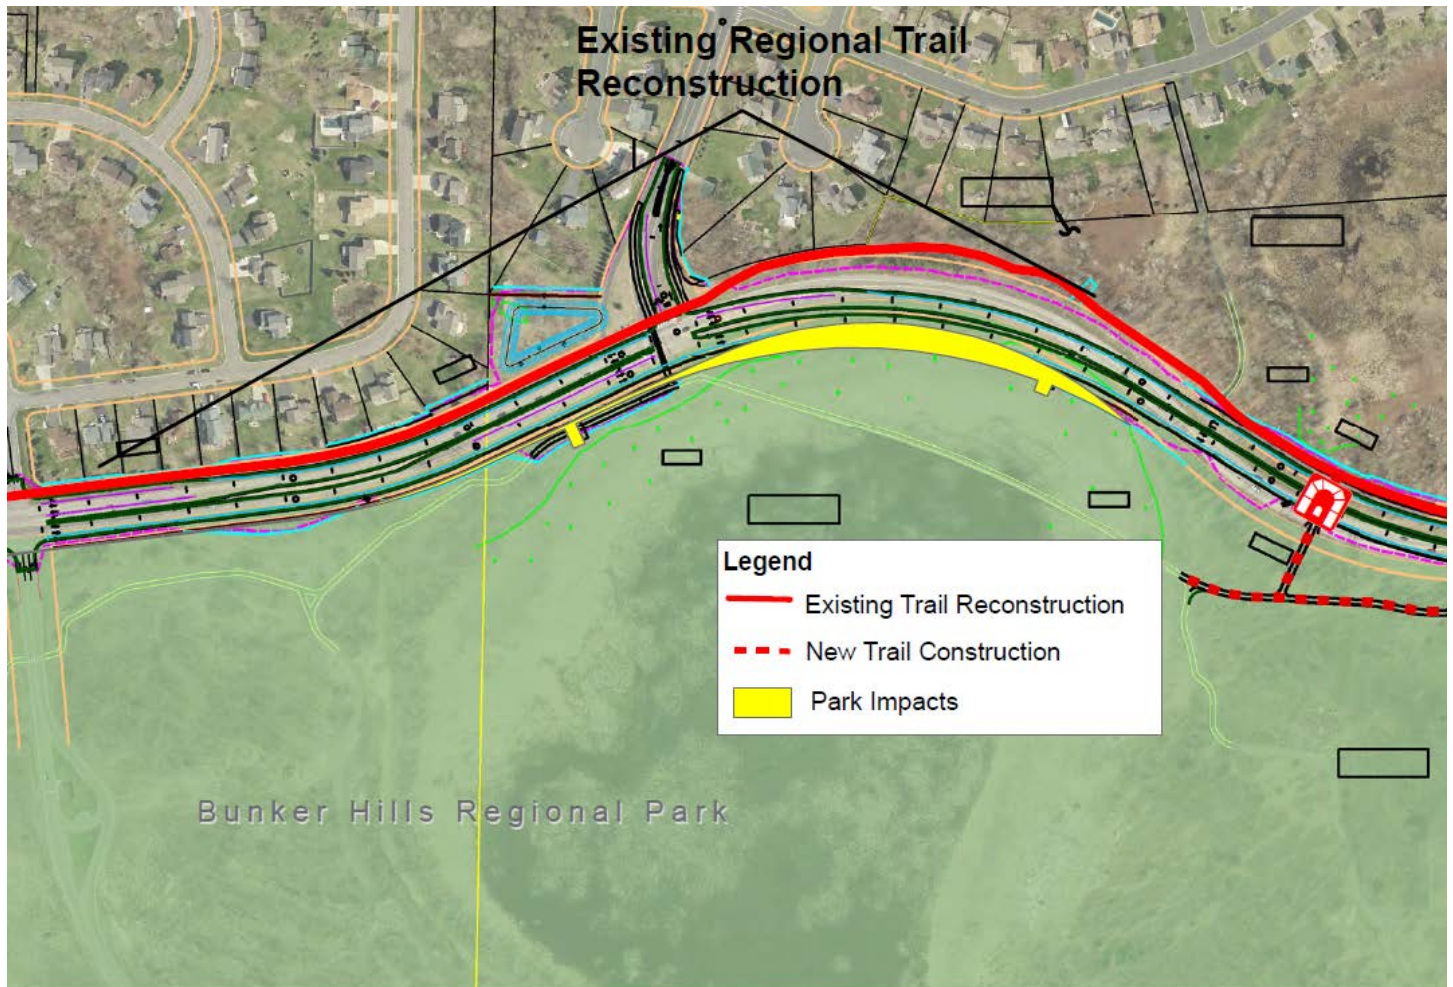 Existing Regional Trail
Reconstruction
Legend
Existing Trail Reconstruction
New Trail Construction
Park Impacts
Bunker Hills Regional Park